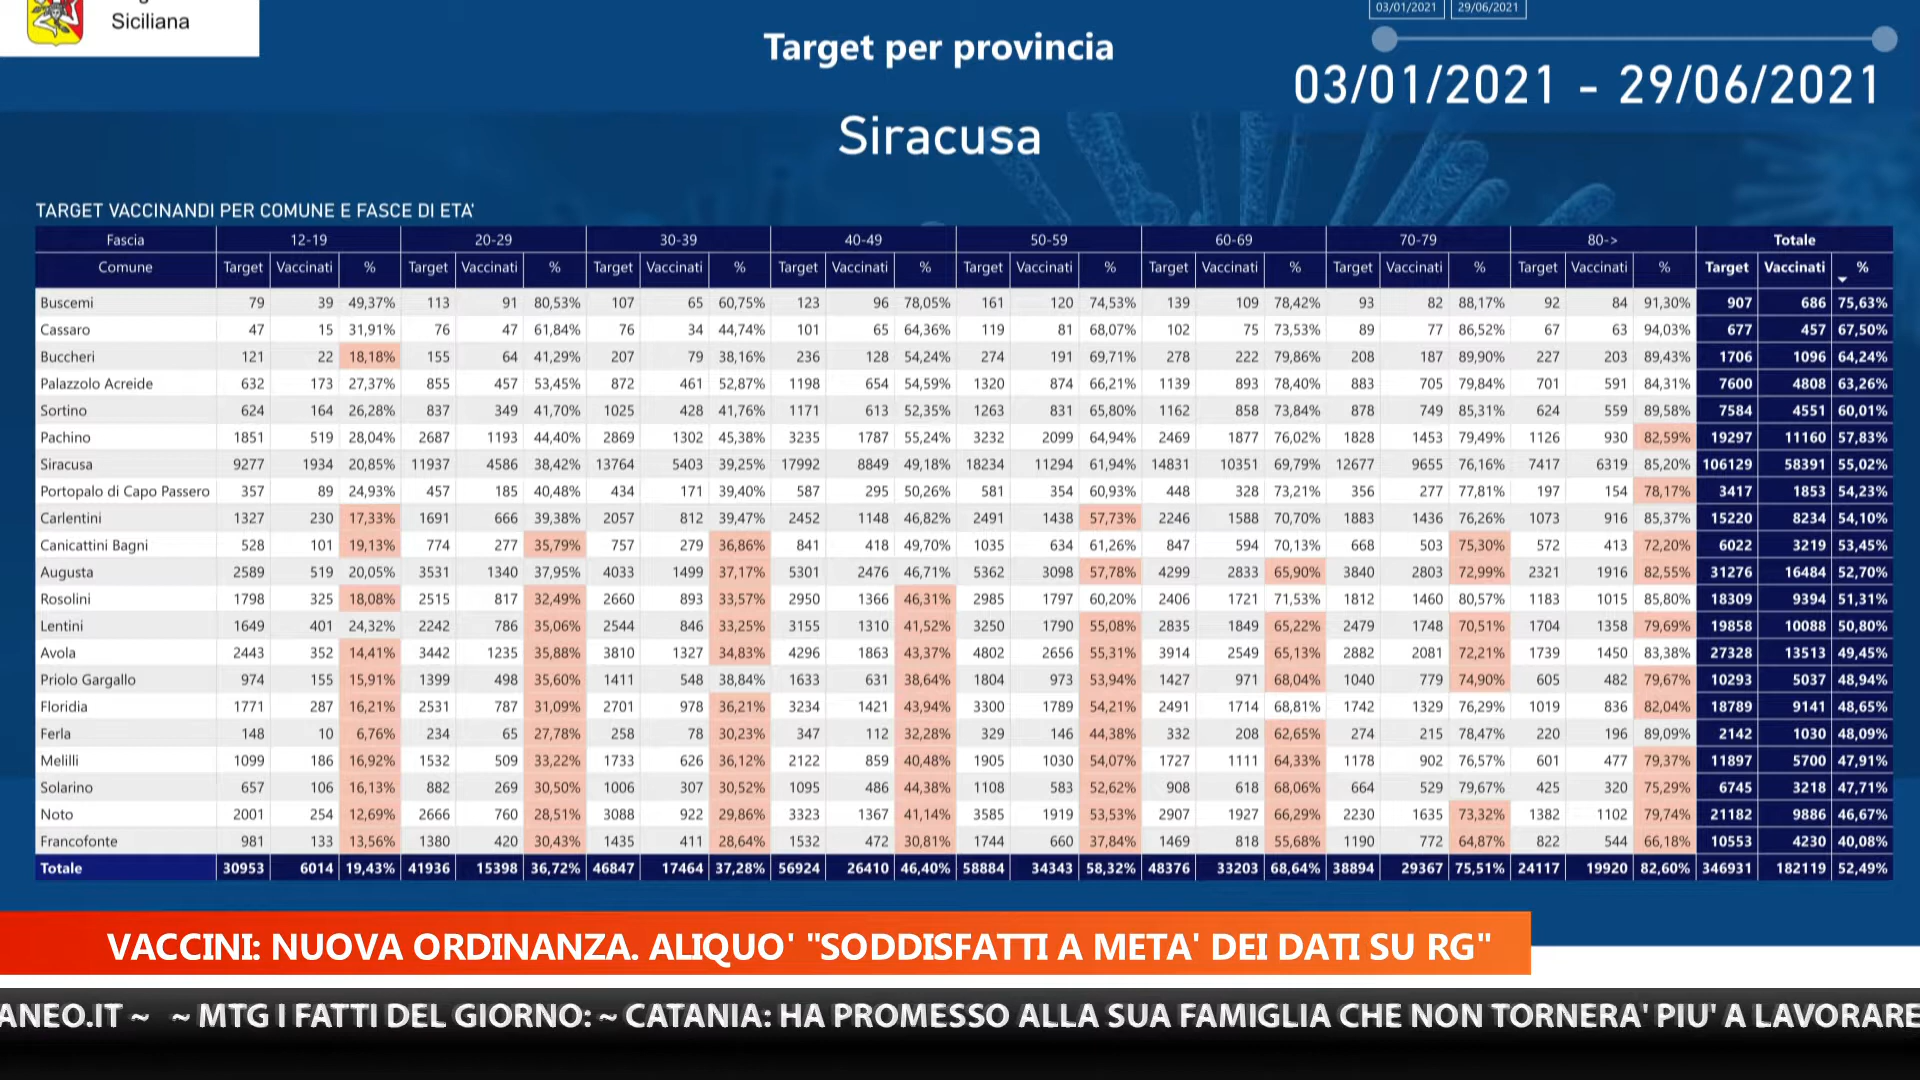 Siciliana
03/01/2021 29/06/2021
Target per provincia
03/01/2021 - 29/06/2021
Siracusa
TARGET VACCINANDI PER COMUNE E FASCE DI ETA'
Fascia 12-19 20-29 30-39 40-49 50-59 60-69 70-79 80-> Totale
Comune Target Vaccinati % Target Vaccinati % Target Vaccinati % Target Vaccinati % Target Vaccinati % Target Vaccinati % Target Vaccinati % Target Vaccinati % Target Vaccinati %
Buscemi 79 39 49,37% 113 91 80,53% 107 65 60,75% 123 96 78,05% 161 120 74,53% 139 109 78,42% 93 82 88,17% 92 84 91,30% 907 686 75,63%
Cassaro 47 15 31,91% 76 47 61,84% 76 34 44,74% 101 65 64,36% 119 81 68,07% 102 75 73,53% 89 77 86,52% 67 63 94,03% 677 457 67,50%
Buccheri 121 22 18,18% 155 64 41,29% 207 79 38,16% 236 128 54,24% 274 191 69,71% 278 222 79,86% 208 187 89,90% 227 203 89,43% 1706 1096 64,24%
Palazzolo Acreide 632 173 27,37% 855 457 53,45% 872 461 52,87% 1198 654 54,59% 1320 874 66,21% 1139 893 78,40% 883 705 79,84% 701 591 84,31% 7600 4808 63,26%
Sortino 624 164 26,28% 837 349 41,70% 1025 428 41,76% 1171 613 52,35% 1263 831 65,80% 1162 858 73,84% 878 749 85,31% 624 559 89,58% 7584 4551 60,01%
Pachino 1851 519 28,04% 2687 1193 44,40% 2869 1302 45,38% 3235 1787 55,24% 3232 2099 64,94% 2469 1877 76,02% 1828 1453 79,49% 1126 930 82,59% 19297 11160 57,83%
Siracusa 9277 1934 20,85% 11937 4586 38,42% 13764 5403 39,25% 17992 8849 49,18% 18234 11294 61,94% 14831 10351 69,79% 12677 9655 76,16% 7417 6319 85,20% 106129 58391 55,02%
Portopalo di Capo Passero 357 89 24,93% 457 185 40,48% 434 171 39,40% 587 295 50,26% 581 354 60,93% 448 328 73,21% 356 277 77,81% 197 154 78,17% 3417 1853 54,23%
Carlentini 1327 230 17,33% 1691 666 39,38% 2057 812 39,47% 2452 1148 46,82% 2491 1438 57,73% 2246 1588 70,70% 1883 1436 76,26% 1073 916 85,37% 15220 8234 54,10%
Canicattini Bagni 528 101 19,13% 774 277 35,79% 757 279 36,86% 841 418 49,70% 1035 634 61,26% 847 594 70,13% 668 503 75,30% 572 413 72,20% 6022 3219 53,45%
Augusta 2589 519 20,05% 3531 1340 37,95% 4033 1499 37,17% 5301 2476 46,71% 5362 3098 57,78% 4299 2833 65,90% 3840 2803 72,99% 2321 1916 82,55% 31276 16484 52,70%
Rosolini 1798 325 18,08% 2515 817 32,49% 2660 893 33,57% 2950 1366 46,31% 2985 1797 60,20% 2406 1721 71,53% 1812 1460 80,57% 1183 1015 85,80% 18309 9394 51,31%
Lentini 1649 401 24,32% 2242 786 35,06% 2544 846 33,25% 3155 1310 41,52% 3250 1790 55,08% 2835 1849 65,22% 2479 1748 70,51% 1704 1358 79,69% 19858 10088 50,80%
Avola 2443 352 14,41% 3442 1235 35,88% 3810 1327 34,83% 4296 1863 43,37% 4802 2656 55,31% 3914 2549 65,13% 2882 2081 72,21% 1739 1450 83,38% 27328 13513 49,45%
Priolo Gargallo 974 155 15,91% 1399 498 35,60% 1411 548 38,84% 1633 631 38,64% 1804 973 53,94% 1427 971 68,04% 1040 779 74,90% 605 482 79,67% 10293 5037 48,94%
Floridia 1771 287 16,21% 2531 787 31,09% 2701 978 36,21% 3234 1421 43,94% 3300 1789 54,21% 2491 1714 68,81% 1742 1329 76,29% 1019 836 82,04% 18789 9141 48,65%
Ferla 148 10 6,76% 234 65 27,78% 258 78 30,23% 347 112 32,28% 329 146 44,38% 332 208 62,65% 274 215 78,47% 220 196 89,09% 2142 1030 48,09%
Melilli 1099 186 16,92% 1532 509 33,22% 1733 626 36,12% 2122 859 40,48% 1905 1030 54,07% 1727 1111 64,33% 1178 902 76,57% 601 477 79,37% 11897 5700 47,91%
Solarino 657 106 16,13% 882 269 30,50% 1006 307 30,52% 1095 486 44,38% 1108 583 52,62% 908 618 68,06% 664 529 79,67% 425 320 75,29% 6745 3218 47,71%
Noto 2001 254 12,69% 2666 760 28,51% 3088 922 29,86% 3323 1367 41,14% 3585 1919 53,53% 2907 1927 66,29% 2230 1635 73,32% 1382 1102 79,74% 21182 9886 46,67%
Francofonte 981 133 13,56% 1380 420 30,43% 1435 411 28,64% 1532 472 30,81% 1744 660 37,84% 1469 818 55,68% 1190 772 64,87% 822 544 66,18% 10553 4230 40,08%
Totale 30953 6014 19,43% 41936 15398 36,72% 46847 17464 37,28% 56924 26410 46,40% 58884 34343 58,32% 48376 33203 68,64% 38894 29367 75,51% 24117 19920 82,60% 346931 182119 52,49%
VACCINI: NUOVA ORDINANZA. ALIQUO' "SODDISFATTI A META' DEI DATI SU RG"
ANEO.IT ~ ~ MTG I FATTI DEL GIORNO: ~ CATANIA: HA PROMESSO ALLA SUA FAMIGLIA CHE NON TORNERA' PIU' A LAVORARE